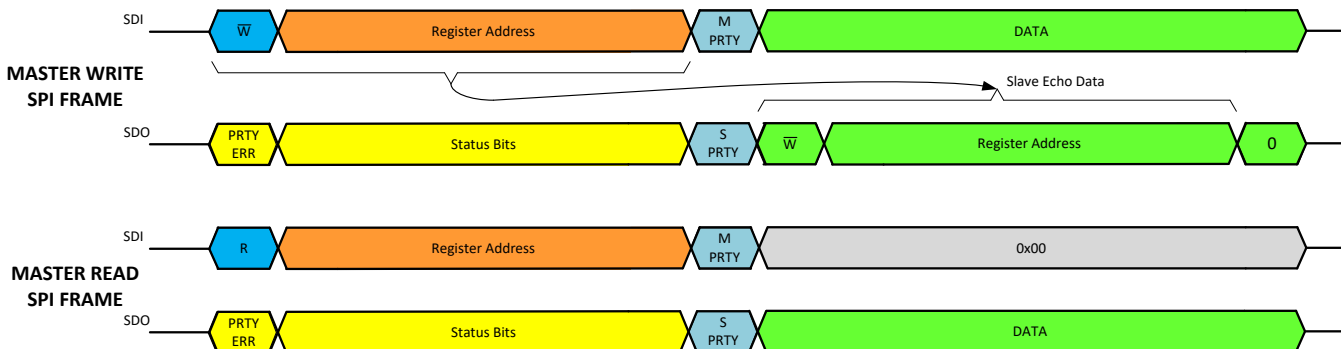 SDI
W̅
Register Address
M
PRTY
DATA
MASTER WRITE
SPI FRAME
Slave Echo Data
SDO
PRTY
ERR
Status Bits
S
PRTY
W̅
Register Address
0
SDI
R
Register Address
M
PRTY
0x00
MASTER READ
SPI FRAME
SDO
PRTY
ERR
Status Bits
S
PRTY
DATA